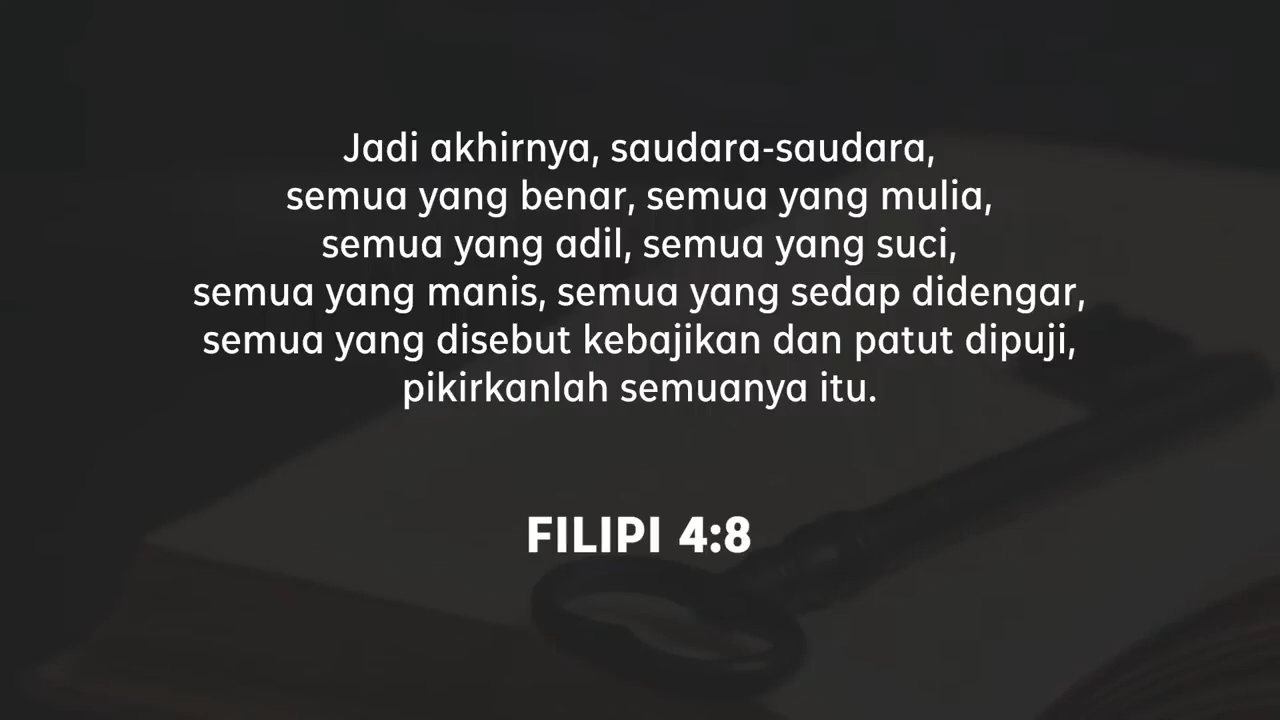 Jadi akhirnya, saudara-saudara,
semua yang benar, semua yang mulia,
semua yang adil, semua yang suci,
semua yang manis, semua yang sedap didengar,
semua yang disebut kebajikan dan patut dipuji,
pikirkanlah semuanya itu.
FILIPI 4:8